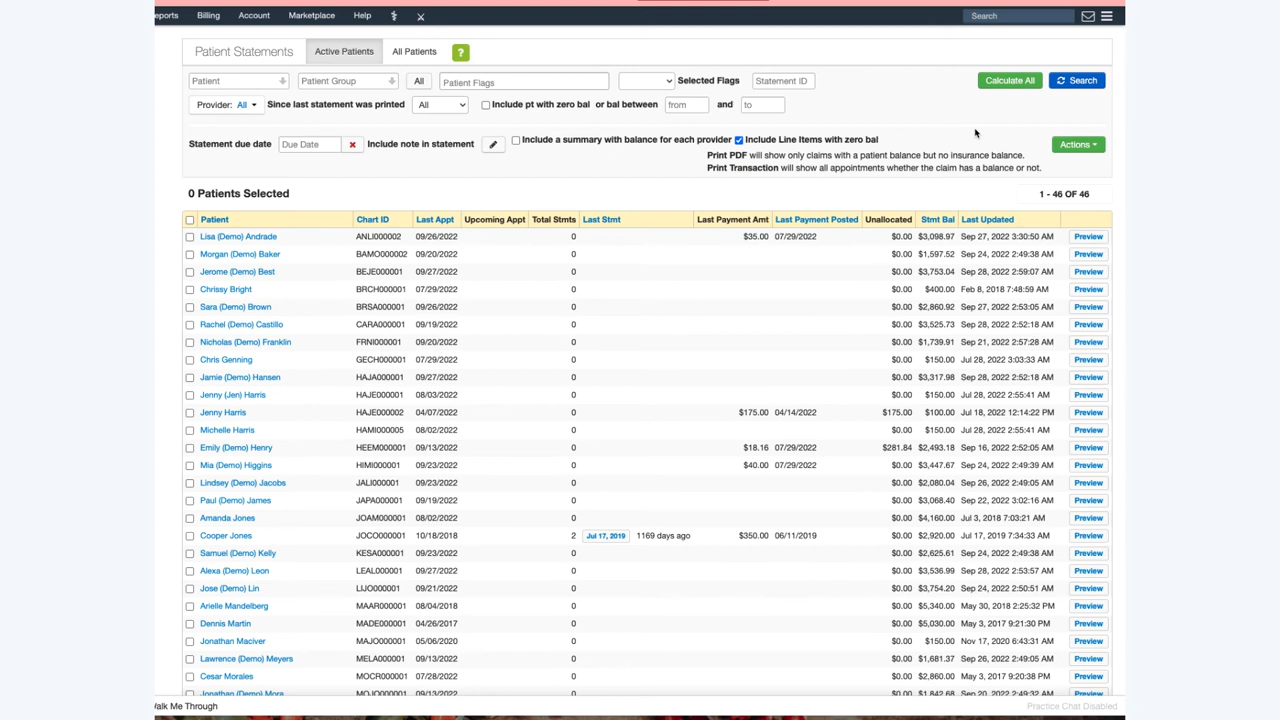 eports Billing Account Marketplace Help Search
Patient Statements Active Patients All Patients ?
Patient Patient Group All Patient Flags Selected Flags Statement ID Calculate All Search
Provider: All Since last statement was printed All Include pt with zero bal or bal between from and to
Statement due date Due Date Include note in statement Include a summary with balance for each provider Include Line Items with zero bal Actions
Print PDF will show only claims with a patient balance but no insurance balance.
Print Transaction will show all appointments whether the claim has a balance or not.
0 Patients Selected 1 - 46 OF 46
Patient Chart ID Last Appt Upcoming Appt Total Stmts Last Stmt Last Payment Amt Last Payment Posted Unallocated Stmt Bal Last Updated
Lisa (Demo) Andrade ANLI000002 09/26/2022 0 $35.00 07/29/2022 $0.00 $3,098.97 Sep 27, 2022 3:30:50 AM Preview
Morgan (Demo) Baker BAMO000002 09/20/2022 0 $0.00 $1,597.52 Sep 24, 2022 2:49:38 AM Preview
Jerome (Demo) Best BEJE000001 09/27/2022 0 $0.00 $3,753.04 Sep 28, 2022 2:59:07 AM Preview
Chrissy Bright BRCH000001 07/29/2022 0 $0.00 $400.00 Feb 8, 2018 7:48:59 AM Preview
Sara (Demo) Brown BRSA000001 09/26/2022 0 $0.00 $2,860.92 Sep 27, 2022 2:53:05 AM Preview
Rachel (Demo) Castillo CARA000001 09/19/2022 0 $0.00 $3,525.73 Sep 28, 2022 2:52:18 AM Preview
Nicholas (Demo) Franklin FRNI000001 09/20/2022 0 $0.00 $1,739.91 Sep 21, 2022 2:57:28 AM Preview
Chris Genning GECH000001 07/29/2022 0 $0.00 $150.00 Jul 28, 2022 3:03:33 AM Preview
Jamie (Demo) Hansen HAJA000001 09/27/2022 0 $0.00 $3,317.98 Sep 28, 2022 2:52:18 AM Preview
Jenny (Jen) Harris HAJE000001 08/03/2022 0 $0.00 $150.00 Jul 28, 2022 2:55:41 AM Preview
Jenny Harris HAJE000002 04/07/2022 0 $175.00 04/14/2022 $175.00 $100.00 Jul 18, 2022 12:14:22 PM Preview
Michelle Harris HAMI000005 08/02/2022 0 $0.00 $150.00 Jul 28, 2022 2:55:41 AM Preview
Emily (Demo) Henry HEEM000001 09/13/2022 0 $18.16 07/29/2022 $281.84 $2,493.18 Sep 16, 2022 2:52:05 AM Preview
Mia (Demo) Higgins HIMI000001 09/23/2022 0 $40.00 07/29/2022 $0.00 $3,447.67 Sep 24, 2022 2:49:39 AM Preview
Lindsey (Demo) Jacobs JALI000001 09/23/2022 0 $0.00 $2,080.04 Sep 26, 2022 2:49:05 AM Preview
Paul (Demo) James JAPA000001 09/19/2022 0 $0.00 $3,068.40 Sep 22, 2022 3:02:16 AM Preview
Amanda Jones JOAM000001 08/02/2022 0 $0.00 $4,160.00 Jul 3, 2018 7:03:21 AM Preview
Cooper Jones JOCO000001 10/18/2018 2 Jul 17, 2019 1169 days ago $350.00 06/11/2019 $0.00 $2,920.00 Jul 17, 2019 7:34:33 AM Preview
Samuel (Demo) Kelly KESA000001 09/23/2022 0 $0.00 $2,625.61 Sep 24, 2022 2:49:38 AM Preview
Alexa (Demo) Leon LEAL000001 09/27/2022 0 $0.00 $3,536.99 Sep 28, 2022 2:53:57 AM Preview
Jose (Demo) Lin LIJO000001 09/21/2022 0 $0.00 $3,754.20 Sep 24, 2022 2:50:51 AM Preview
Arielle Mandelberg MAAR000001 08/04/2018 0 $0.00 $5,340.00 May 30, 2018 2:25:32 PM Preview
Dennis Martin MADE000001 04/26/2017 0 $0.00 $5,030.00 May 3, 2017 9:21:30 PM Preview
Jonathan Maciver MAJO000001 05/06/2020 0 $0.00 $150.00 Nov 17, 2020 6:43:31 AM Preview
Lawrence (Demo) Meyers MELA000001 09/13/2022 0 $0.00 $1,681.37 Sep 26, 2022 2:49:05 AM Preview
Cesar Morales MOCR000001 07/28/2022 0 $0.00 $2,860.00 May 3, 2017 9:20:38 PM Preview
Jonathan (Demo) Mora MOJO000001 09/13/2022 0 $0.00 $1,842.68 Sep 20, 2022 2:49:32 AM Preview
Walk Me Through Practice Chat Disabled